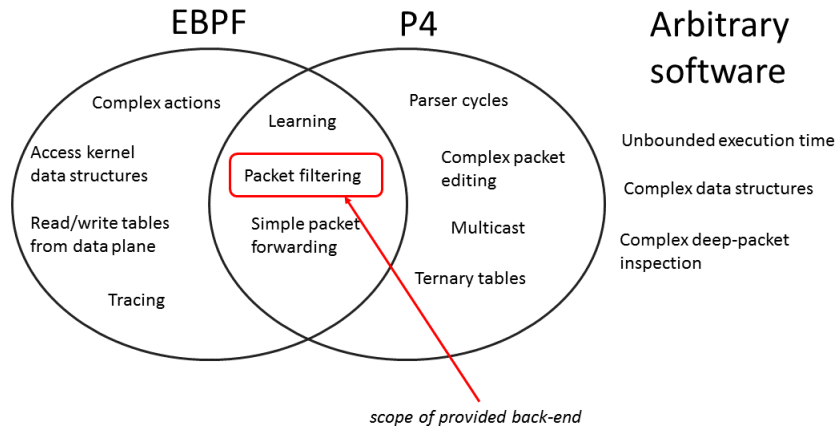 EBPF
P4
Arbitrary
software
Complex actions
Access kernel
data structures
Read/write tables
from data plane
Tracing
Learning
Packet filtering
Simple packet
forwarding
Parser cycles
Complex packet
editing
Multicast
Ternary tables
Unbounded execution time
Complex data structures
Complex deep-packet
inspection
scope of provided back-end